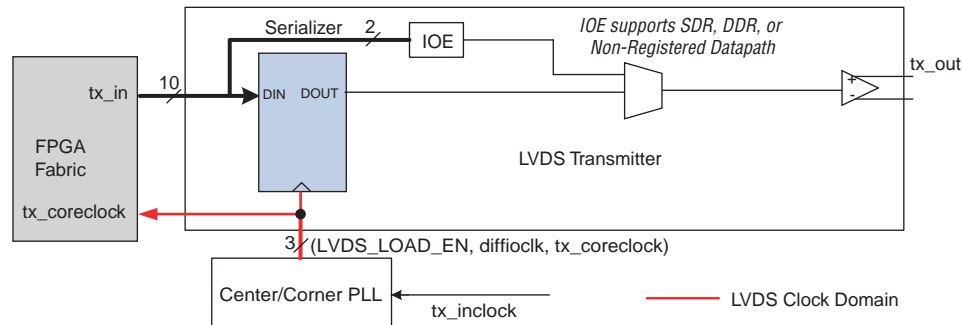 Serializer
2
IOE
IOE supports SDR, DDR, or
Non-Registered Datapath
tx_out
10
tx_in
DIN
DOUT
+
-
FPGA
Fabric
LVDS Transmitter
tx_coreclock
3
(LVDS_LOAD_EN, diffioclk, tx_coreclock)
Center/Corner PLL
tx_inclock
LVDS Clock Domain